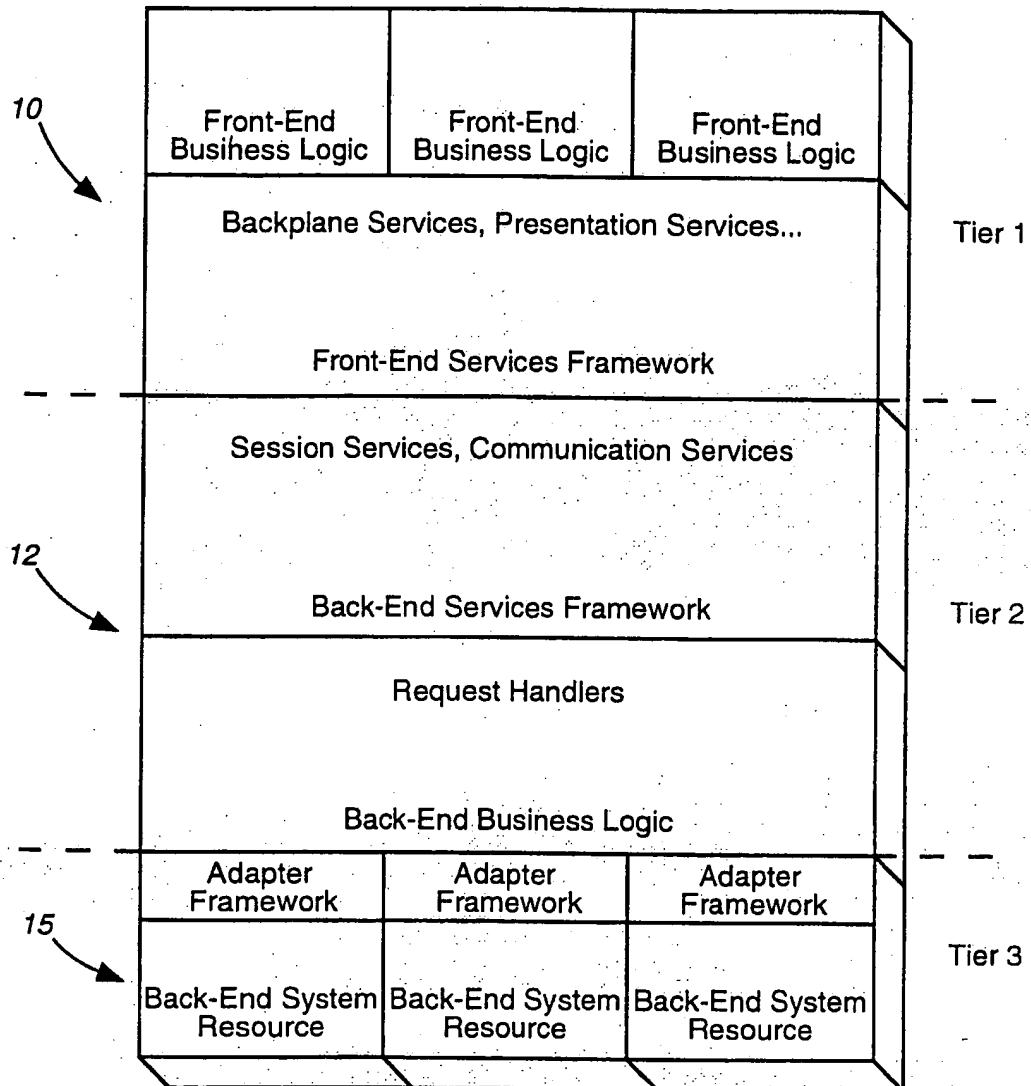 10
Front-End Front-End Front-End
Business Logic Business Logic Business Logic
Backplane Services, Presentation Services...
Tier 1
Front-End Services Framework
Session Services, Communication Services
12
Back-End Services Framework
Tier 2
Request Handlers
Back-End Business Logic
Adapter Adapter Adapter
Framework Framework Framework
15
Tier 3
Back-End System Back-End System Back-End System
Resource Resource Resource